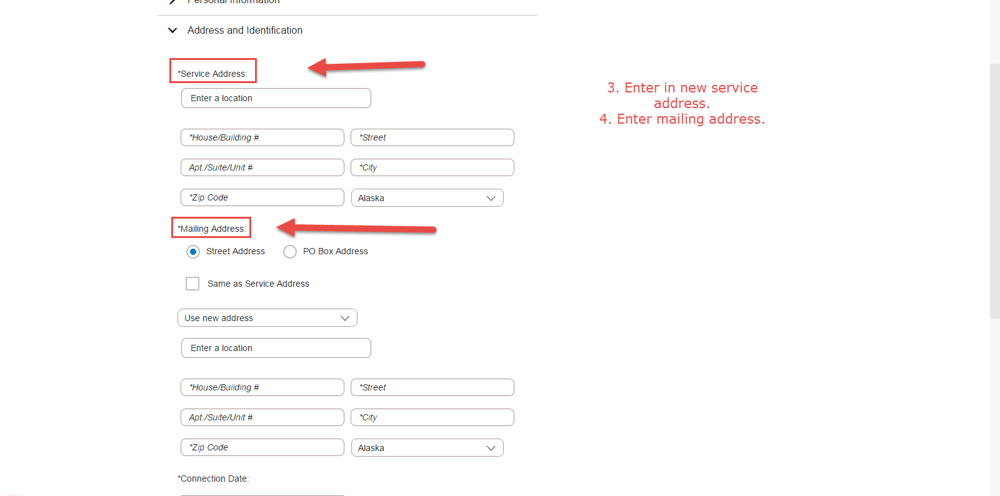 Personal Information
Address and Identification
*Service Address:
Enter a location
*House/Building #
*Street
Apt./Suite/Unit #
*City
*Zip Code
Alaska
*Mailing Address:
Street Address
PO Box Address
Same as Service Address
Use new address
Enter a location
*House/Building #
*Street
Apt./Suite/Unit #
*City
*Zip Code
Alaska
*Connection Date:
3. Enter in new service
address.
4. Enter mailing address.